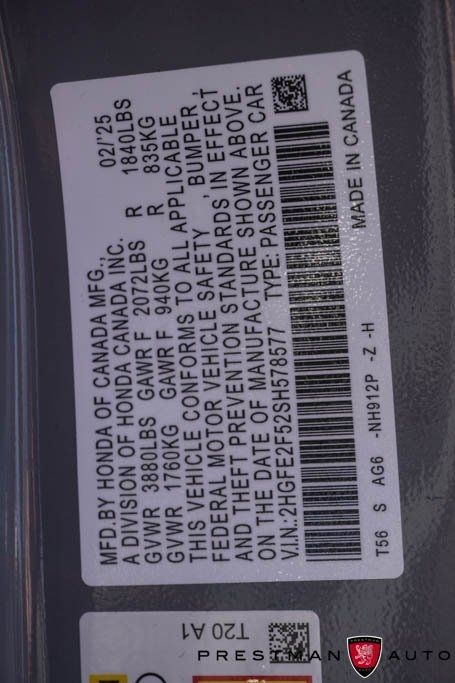 MFD.BY HONDA OF CANADA MFG., 02/'25
A DIVISION OF HONDA CANADA INC.
GVWR 3880LBS GAWR F 2072LBS R 1840LBS
GVWR 1760KG GAWR F 940KG R 835KG
THIS VEHICLE CONFORMS TO ALL APPLICABLE
FEDERAL MOTOR VEHICLE SAFETY , BUMPER ,
AND THEFT PREVENTION STANDARDS, IN EFFECT
ON THE DATE OF MANUFACTURE SHOWN ABOVE.
V.I.N.:2HGFE2F52SH578577 TYPE: PASSENGER CAR
T56 S AG6 -NH912P -Z -H MADE IN CANADA
T20 A1
PRESTMAN AUTO